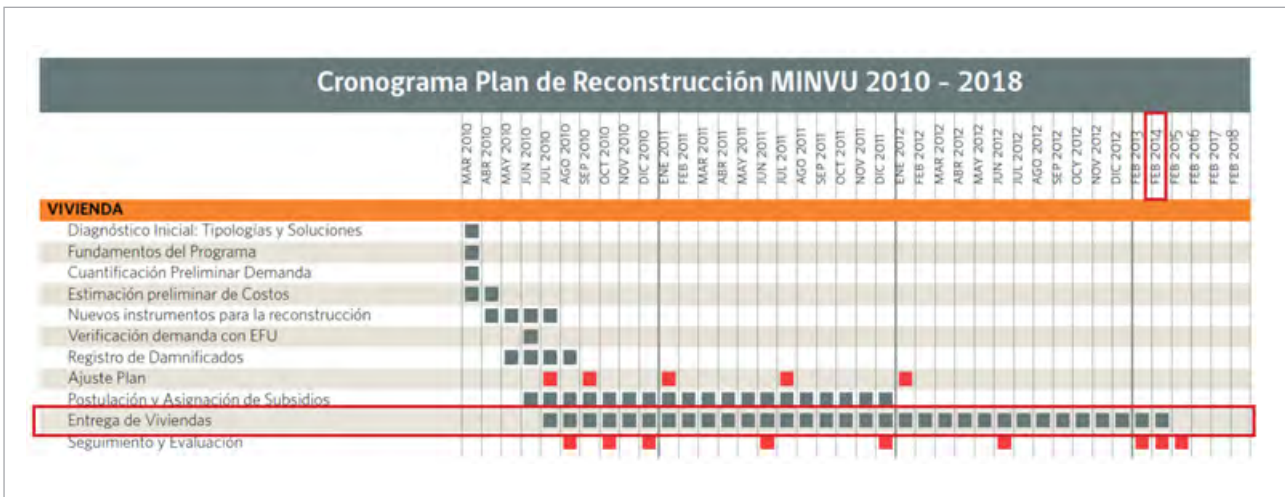 Cronograma Plan de Reconstrucción MINVU 2010 – 2018
MAR 2010 ABR 2010 MAY 2010 JUN 2010 JUL 2010 AGO 2010 SEP 2010 OCT 2010 NOV 2010 DIC 2010 ENE 2011 FEB 2011 MAR 2011 ABR 2011 MAY 2011 JUN 2011 JUL 2011 AGO 2011 SEP 2011 OCT 2011 NOV 2011 DIC 2011 ENE 2012 FEB 2012 MAR 2012 ABR 2012 MAY 2012 JUN 2012 JUL 2012 AGO 2012 SEP 2012 OCY 2012 NOV 2012 DIC 2012 FEB 2013 FEB 2014 FEB 2015 FEB 2016 FEB 2017 FEB 2018
VIVIENDA
Diagnóstico Inicial: Tipologías y Soluciones
Fundamentos del Programa
Cuantificación Preliminar Demanda
Estimación preliminar de Costos
Nuevos instrumentos para la reconstrucción
Verificación demanda con EFU
Registro de Damnificados
Ajuste Plan
Postulación y Asignación de Subsidios
Entrega de Viviendas
Seguimiento y Evaluación